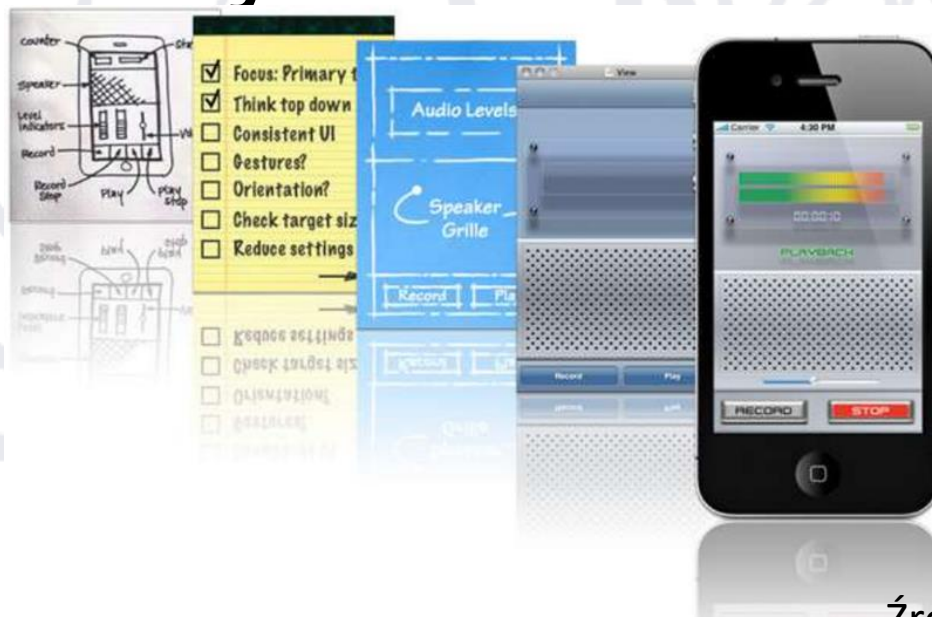 counter
Speaker
Level
Indicators
Record
Record
Stop
Play
Play
Stop
Focus: Primary t
Think top down
Consistent UI
Gestures?
Orientation?
Check target siz
Reduce settings
Audio Levels
Speaker
Grille
Record
Pla
View
Record
Play
Carrier
4:30 PM
00:00:10
PLAYBACK
RECORD
STOP